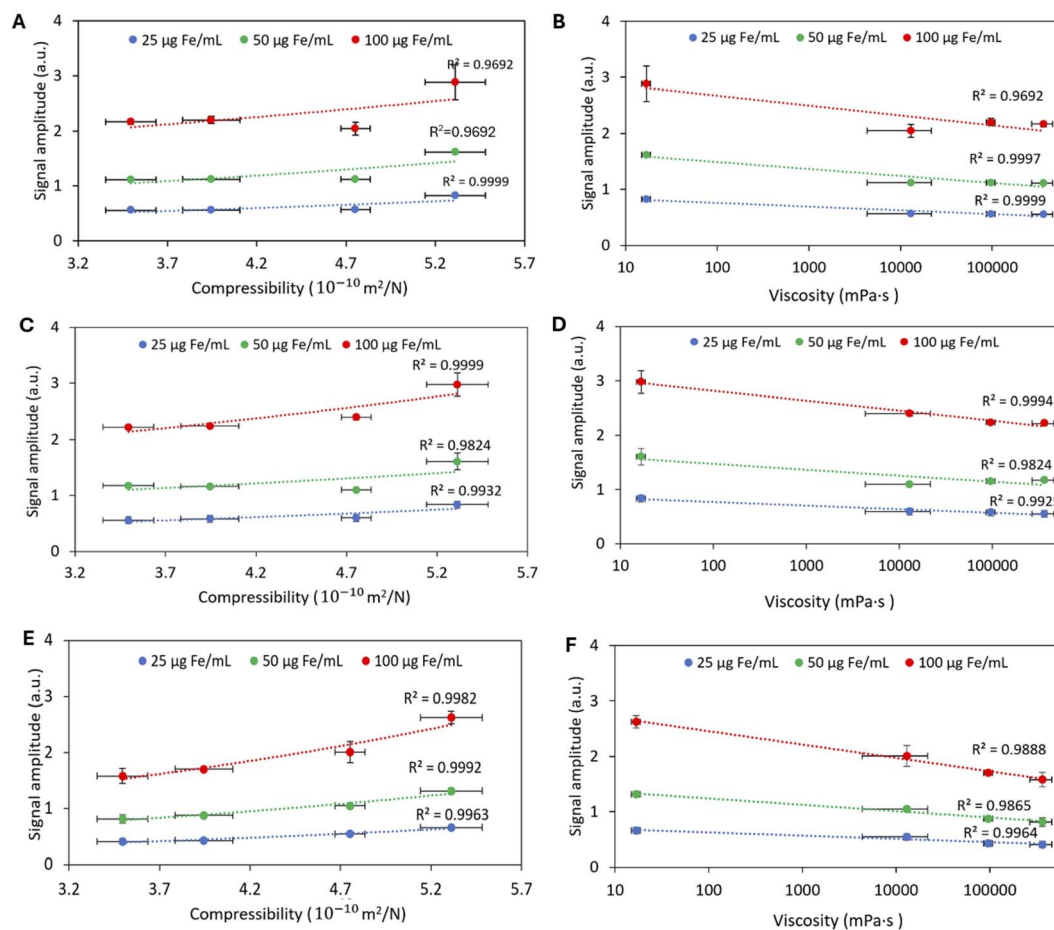 A
4
25 µg Fe/mL 50 µg Fe/mL 100 µg Fe/mL
R² = 0.9692
3
R²=0.9692
2
R² = 0.9999
1
0
3.2 3.7 4.2 4.7 5.2 5.7
Signal amplitude (a.u.)
Compressibility (10⁻¹⁰ m²/N)
B
4
25 µg Fe/mL 50 µg Fe/mL 100 µg Fe/mL
3
R² = 0.9692
2
R² = 0.9997
1
R² = 0.9999
0
10 100 1000 10000 100000
Signal amplitude (a.u.)
Viscosity (mPa·s )
C
4
25 µg Fe/mL 50 µg Fe/mL 100 µg Fe/mL
R² = 0.9999
3
2
R² = 0.9824
1
R² = 0.9932
0
3.2 3.7 4.2 4.7 5.2 5.7
Signal amplitude (a.u.)
Compressibility (10⁻¹⁰ m²/N)
D
4
25 µg Fe/mL 50 µg Fe/mL 100 µg Fe/mL
3
R² = 0.9994
2
R² = 0.9824
1
R² = 0.992
0
10 100 1000 10000 100000
Signal amplitude (a.u.)
Viscosity (mPa·s )
E
4
25 µg Fe/mL 50 µg Fe/mL 100 µg Fe/mL
3
R² = 0.9982
2
R² = 0.9992
1
R² = 0.9963
0
3.2 3.7 4.2 4.7 5.2 5.7
Signal amplitude (a.u.)
Compressibility (10⁻¹⁰ m²/N)
F
4
25 µg Fe/mL 50 µg Fe/mL 100 µg Fe/mL
3
2
R² = 0.9888
1
R² = 0.9865
R² = 0.9964
0
10 100 1000 10000 100000
Signal amplitude (a.u.)
Viscosity (mPa·s )